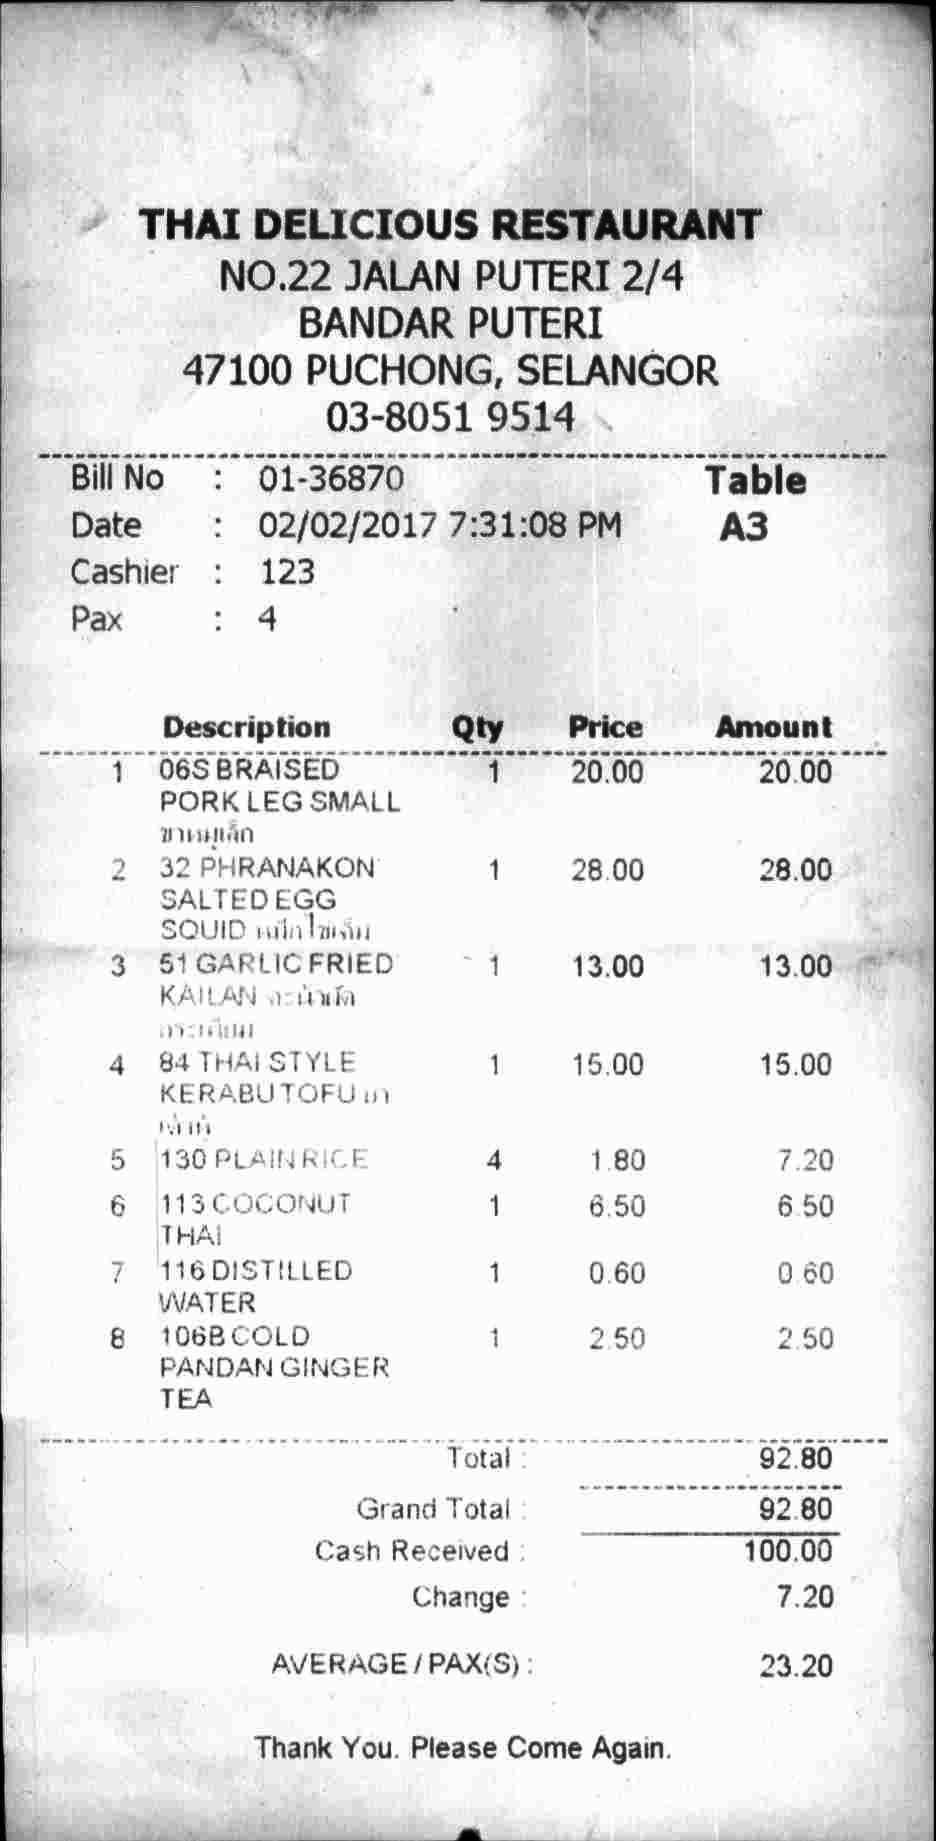 THAI DELICIOUS RESTAURANT
NO.22 JALAN PUTERI 2/4
BANDAR PUTERI
47100 PUCHONG, SELANGOR
03-8051 9514
Bill No : 01-36870 Table
Date : 02/02/2017 7:31:08 PM A3
Cashier : 123
Pax : 4
Description Qty Price Amount
1 06S BRAISED 1 20.00 20.00
PORK LEG SMALL
ขาหมูเล็ก
2 32 PHRANAKON 1 28.00 28.00
SALTED EGG
SQUID
3 51 GARLIC FRIED 1 13.00 13.00
KAILAN
4 84 THAI STYLE 1 15.00 15.00
KERABU TOFU
5 130 PLAIN RICE 4 1.80 7.20
6 113 COCONUT 1 6.50 6.50
THAI
7 116 DISTILLED 1 0.60 0.60
WATER
8 106B COLD 1 2.50 2.50
PANDAN GINGER
TEA
Total : 92.80
Grand Total : 92.80
Cash Received : 100.00
Change : 7.20
AVERAGE / PAX(S) : 23.20
Thank You. Please Come Again.